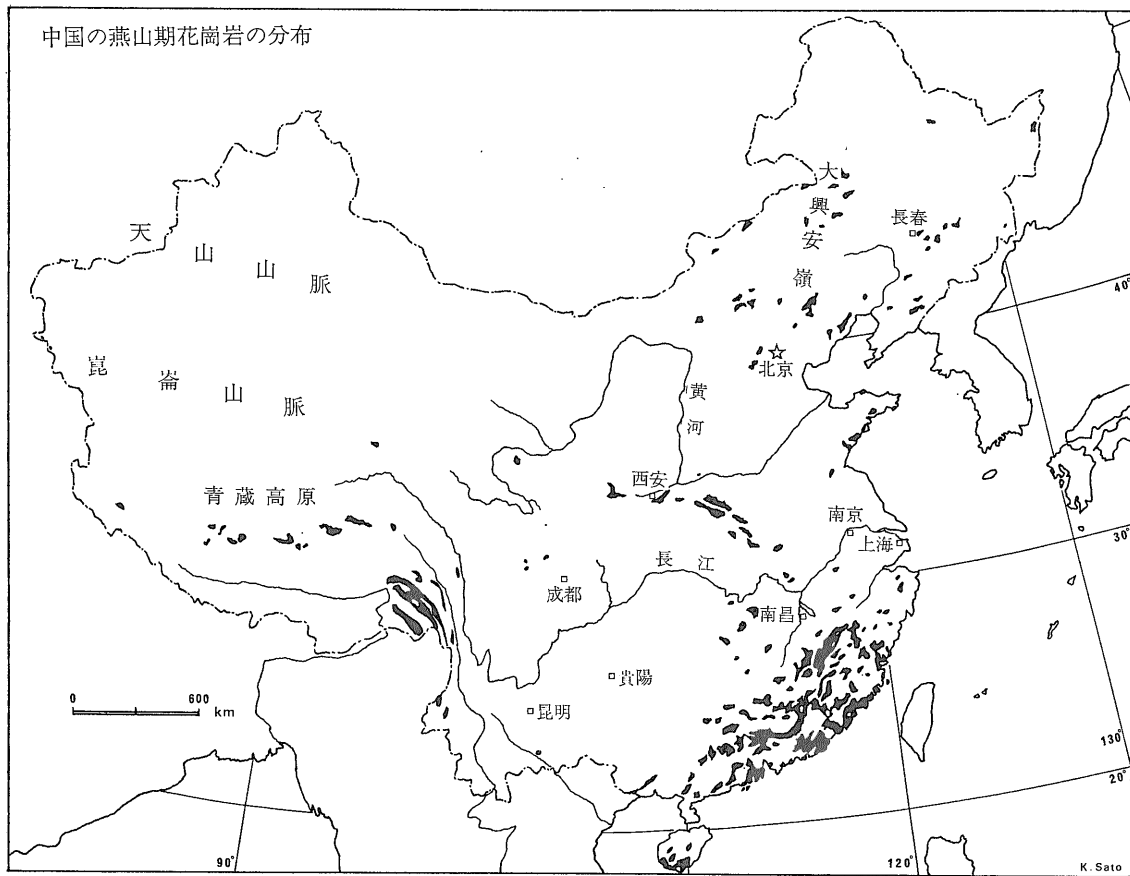 中国の燕山期花崗岩の分布
大興安嶺
長春
天山山脈
崑崙山脈
北京
黄河
青蔵高原
西安
南京
上海
長江
成都
南昌
貴陽
昆明
0 600 km
40°
30°
130°
20°
90°
120°
K. Sato